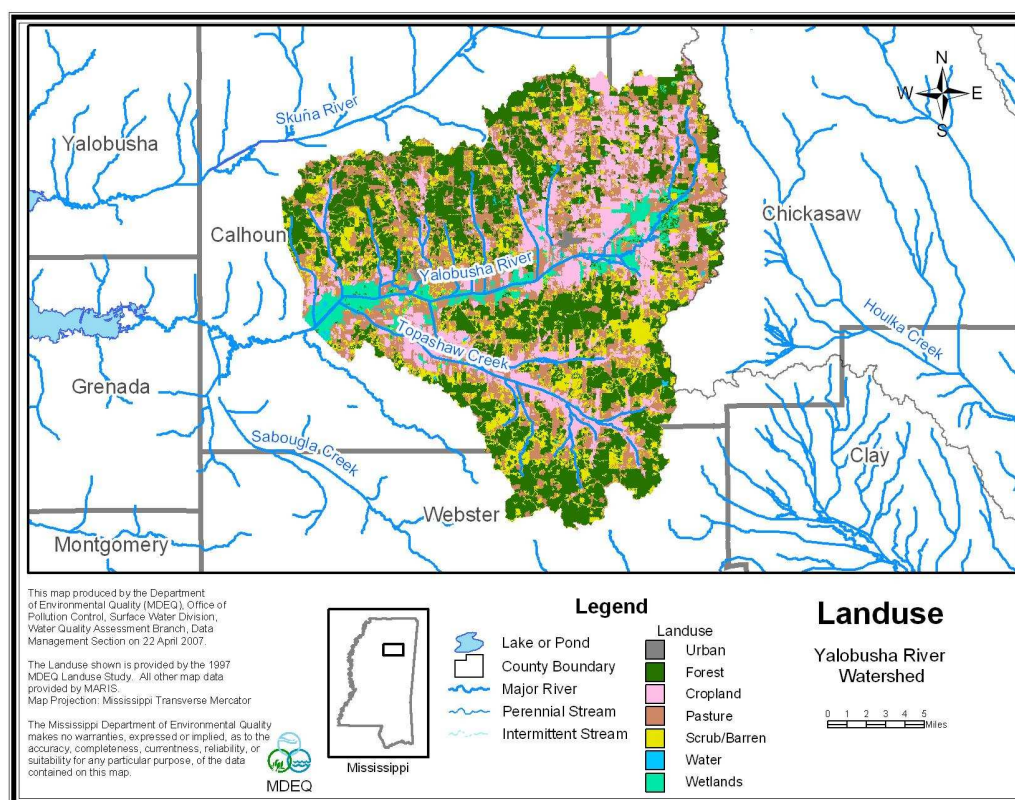 N
W E
S
Skuna River
Yalobusha
Chickasaw
Calhoun
Yalobusha River
Houlka Creek
Topashaw Creek
Grenada
Sabougla Creek
Clay
Webster
Montgomery
This map produced by the Department
of Environmental Quality (MDEQ), Office of
Pollution Control, Surface Water Division,
Water Quality Assessment Branch, Data
Management Section on 22 April 2007.
The Landuse shown is provided by the 1997
MDEQ Landuse Study. All other map data
provided by MARIS.
Map Projection: Mississippi Transverse Mercator
The Mississippi Department of Environmental Quality
makes no warranties, expressed or implied, as to the
accuracy, completeness, currentness, reliability, or
suitability for any particular purpose, of the data
contained on this map.
MDEQ
Mississippi
Legend
Lake or Pond
County Boundary
Major River
Perennial Stream
Intermittent Stream
Landuse
Urban
Forest
Cropland
Pasture
Scrub/Barren
Water
Wetlands
Landuse
Yalobusha River
Watershed
0 1 2 3 4 5
Miles